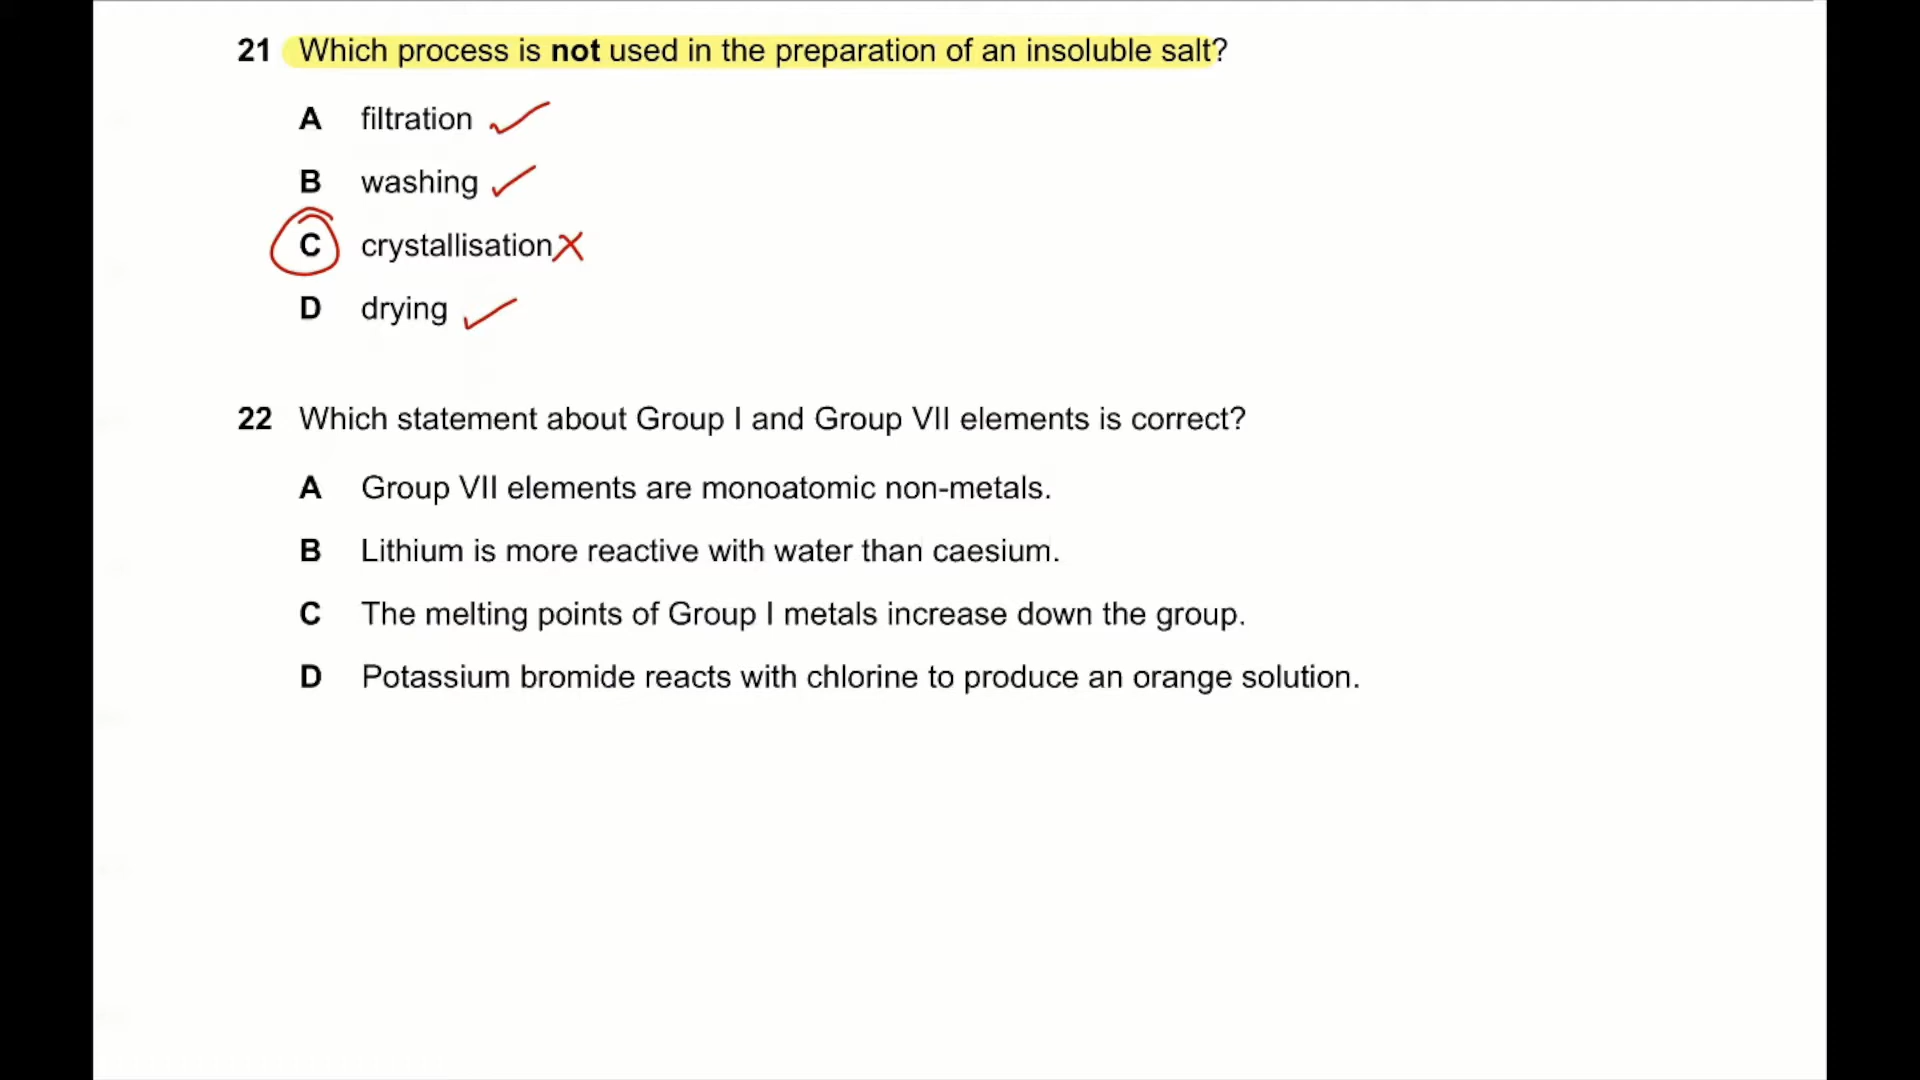 21 Which process is not used in the preparation of an insoluble salt?
A filtration
B washing
C crystallisation
D drying
22 Which statement about Group I and Group VII elements is correct?
A Group VII elements are monoatomic non-metals.
B Lithium is more reactive with water than caesium.
C The melting points of Group I metals increase down the group.
D Potassium bromide reacts with chlorine to produce an orange solution.